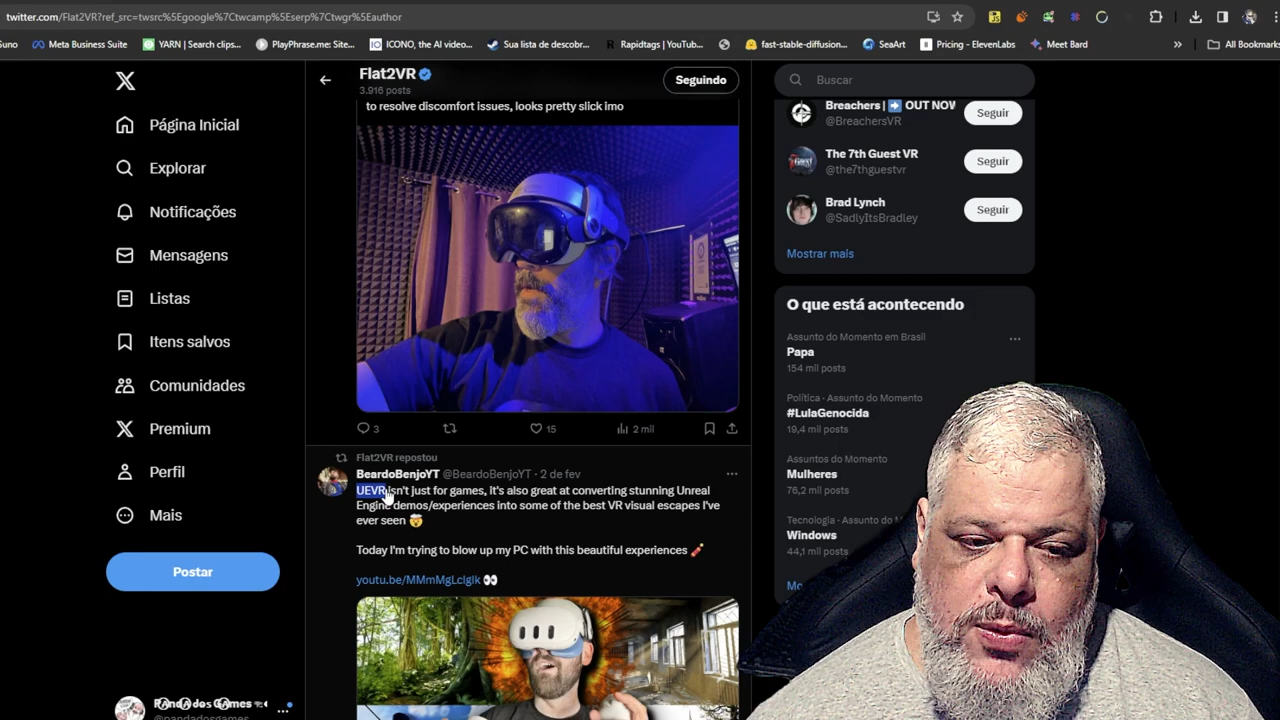 twitter.com/Flat2VR?ref_src=twsrc%5Egoogle%7Ctwcamp%5Eserp%7Ctwgr%5Eauthor
Suno
Meta Business Suite
YARN | Search clips...
PlayPhrase.me: Site...
ICONO, the AI video...
Sua lista de descobr...
Rapidtags | YouTub...
fast-stable-diffusion...
SeaArt
Pricing - ElevenLabs
Meet Bard
All Bookmarks
Página Inicial
Explorar
Notificações
Mensagens
Listas
Itens salvos
Comunidades
Premium
Perfil
Mais
Postar
Panda dos Games
@pandadosgames
Flat2VR
3.916 posts
Seguindo
to resolve discomfort issues, looks pretty slick imo
3
15
2 mil
Flat2VR repostou
BeardoBenjoYT @BeardoBenjoYT · 2 de fev
UEVR isn't just for games, it's also great at converting stunning Unreal
Engine demos/experiences into some of the best VR visual escapes I've
ever seen 🤯
Today I'm trying to blow up my PC with this beautiful experiences 🧨
youtu.be/MMmMgLclglk 👀
Buscar
Breachers | ➡️ OUT NOW
@BreachersVR
Seguir
The 7th Guest VR
@the7thguestvr
Seguir
Brad Lynch
@SadlyItsBradley
Seguir
Mostrar mais
O que está acontecendo
Assunto do Momento em Brasil
Papa
154 mil posts
Política · Assunto do Momento
#LulaGenocida
19,4 mil posts
Assuntos do Momento
Mulheres
76,2 mil posts
Tecnologia · Assunto do Momento
Windows
44,1 mil posts